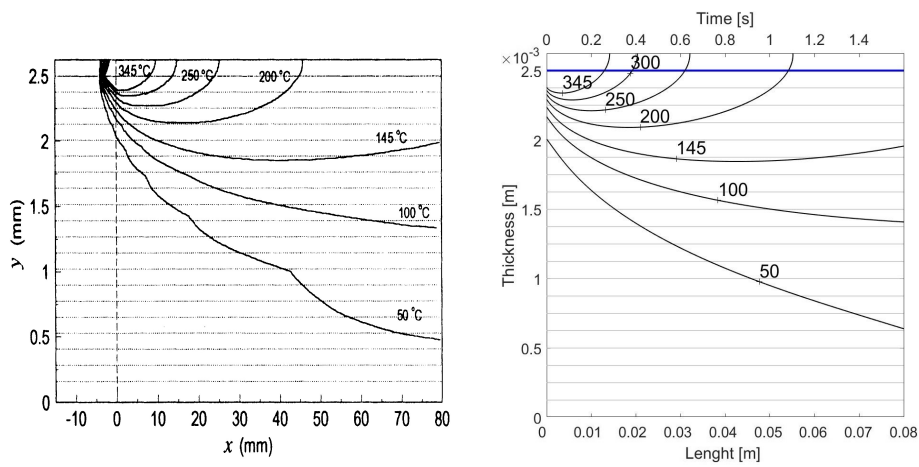 345°C
250°C
200°C
145°C
100°C
50°C
2.5
2
1.5
1
0.5
0
y (mm)
-10 0 10 20 30 40 50 60 70 80
x (mm)
Time [s]
0 0.2 0.4 0.6 0.8 1 1.2 1.4
×10⁻³
300
345
250
200
145
100
50
2.5
2
1.5
1
0.5
0
Thickness [m]
0 0.01 0.02 0.03 0.04 0.05 0.06 0.07 0.08
Lenght [m]